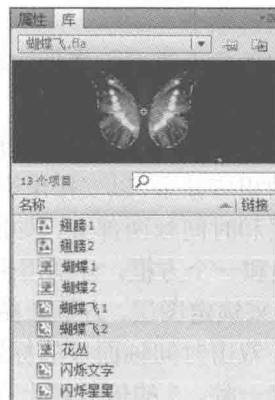 属性 库
蝴蝶飞.fla
13个项目
名称 链接
翅膀1
翅膀2
蝴蝶1
蝴蝶2
蝴蝶飞1
蝴蝶飞2
花丛
闪烁文字
闪烁星星